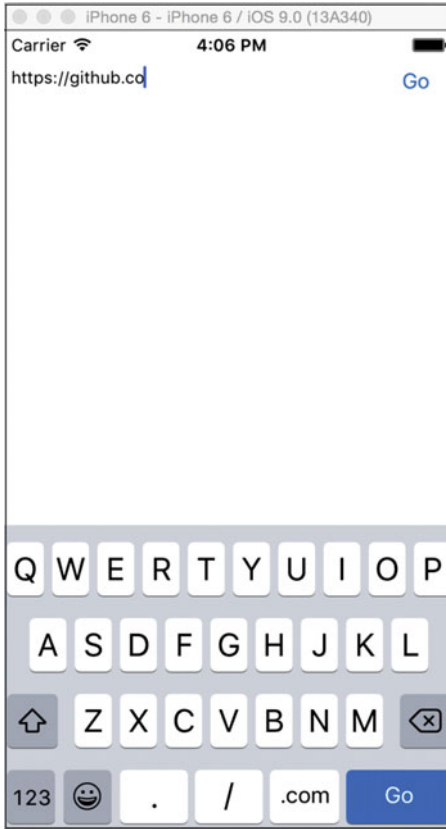 iPhone 6 - iPhone 6 / iOS 9.0 (13A340)
Carrier 4:06 PM
https://github.co Go
Q W E R T Y U I O P
A S D F G H J K L
Z X C V B N M
123 . / .com Go